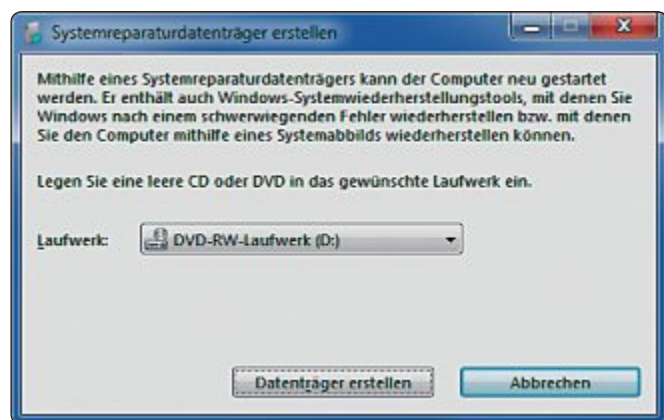 Systemreparaturdatenträger erstellen
Mithilfe eines Systemreparaturdatenträgers kann der Computer neu gestartet
werden. Er enthält auch Windows-Systemwiederherstellungstools, mit denen Sie
Windows nach einem schwerwiegenden Fehler wiederherstellen bzw. mit denen
Sie den Computer mithilfe eines Systemabbilds wiederherstellen können.
Legen Sie eine leere CD oder DVD in das gewünschte Laufwerk ein.
Laufwerk: DVD-RW-Laufwerk (D:)
Datenträger erstellen Abbrechen